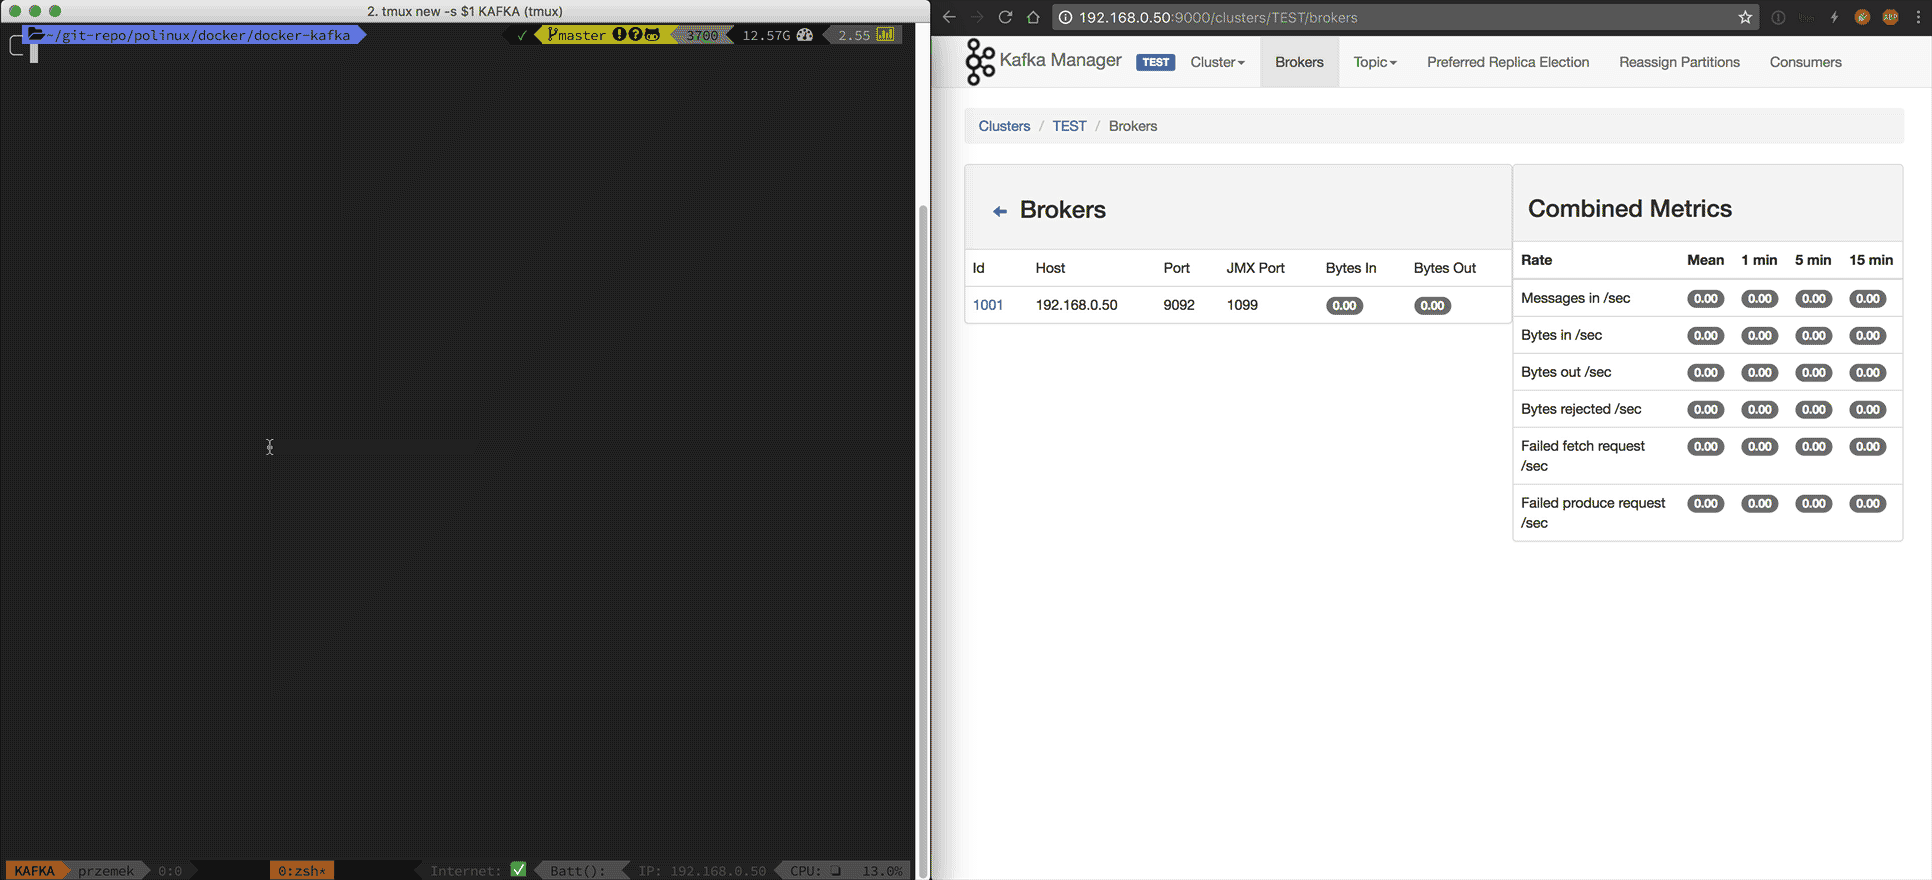 2. tmux new -s $1 KAFKA (tmux)
~/git-repo/polinux/docker/docker-kafka
✓ master 3700 12.57G 2.55
KAFKA przemek 0:0 0:zsh* Internet: ✅ Batt(): IP: 192.168.0.50 CPU: 13.0%
192.168.0.50:9000/clusters/TEST/brokers
ABP
Kafka Manager TEST Cluster Brokers Topic Preferred Replica Election Reassign Partitions Consumers
Clusters / TEST / Brokers
Brokers
Id Host Port JMX Port Bytes In Bytes Out
1001 192.168.0.50 9092 1099 0.00 0.00
Combined Metrics
Rate Mean 1 min 5 min 15 min
Messages in /sec 0.00 0.00 0.00 0.00
Bytes in /sec 0.00 0.00 0.00 0.00
Bytes out /sec 0.00 0.00 0.00 0.00
Bytes rejected /sec 0.00 0.00 0.00 0.00
Failed fetch request 0.00 0.00 0.00 0.00
/sec
Failed produce request 0.00 0.00 0.00 0.00
/sec